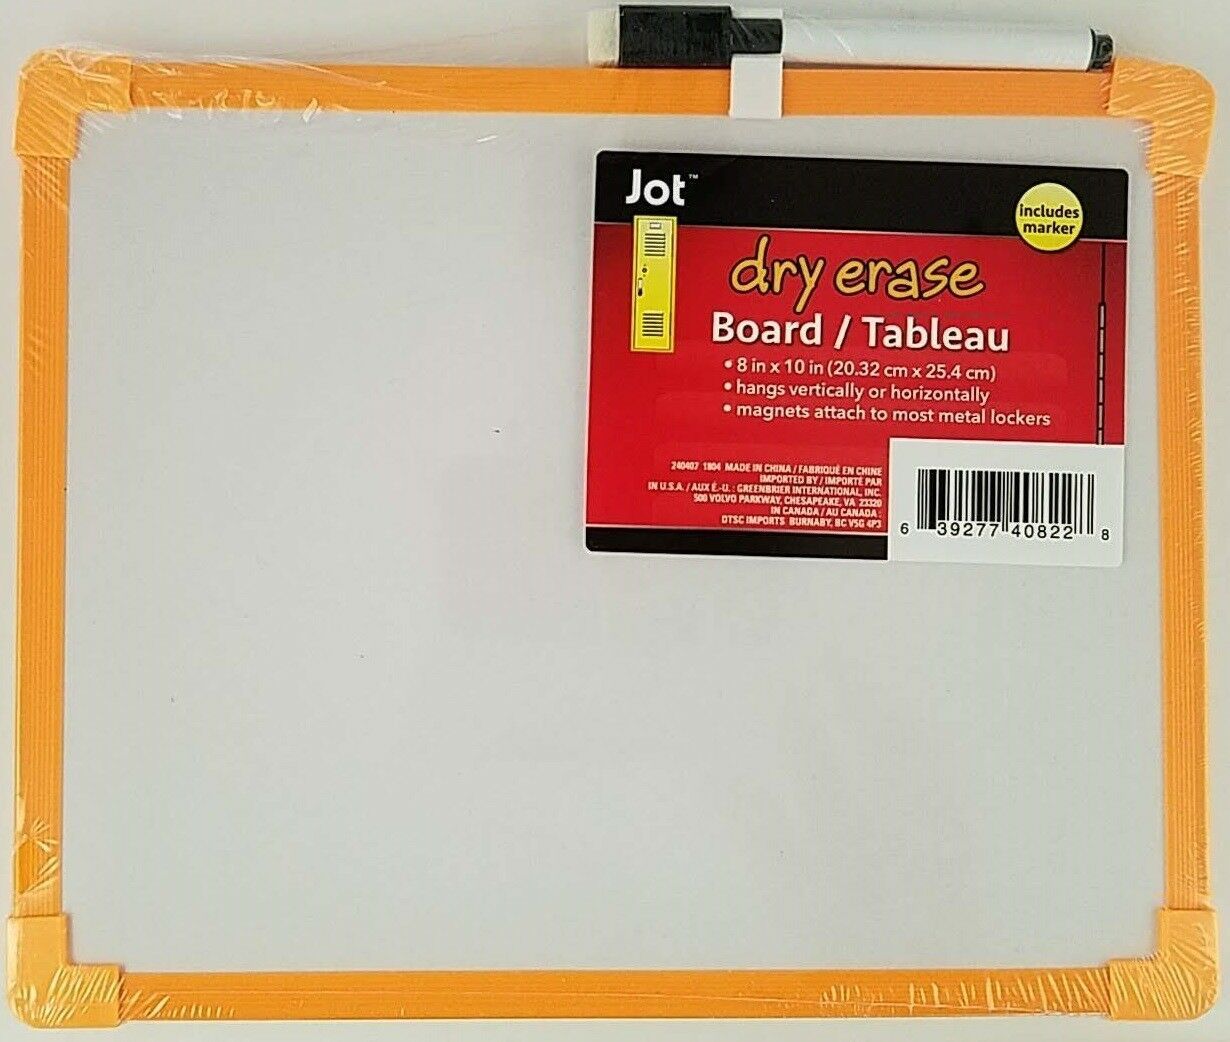 Jot™
includes
marker
dry erase
Board / Tableau
• 8 in x 10 in (20.32 cm x 25.4 cm)
• hangs vertically or horizontally
• magnets attach to most metal lockers
240407 1804 MADE IN CHINA / FABRIQUÉ EN CHINE
IMPORTED BY / IMPORTÉ PAR
IN U.S.A. / AUX É.-U. : GREENBRIER INTERNATIONAL, INC.
500 VOLVO PARKWAY, CHESAPEAKE, VA 23320
IN CANADA / AU CANADA :
DTSC IMPORTS BURNABY, BC V5G 4P3
6 39277 40822 8